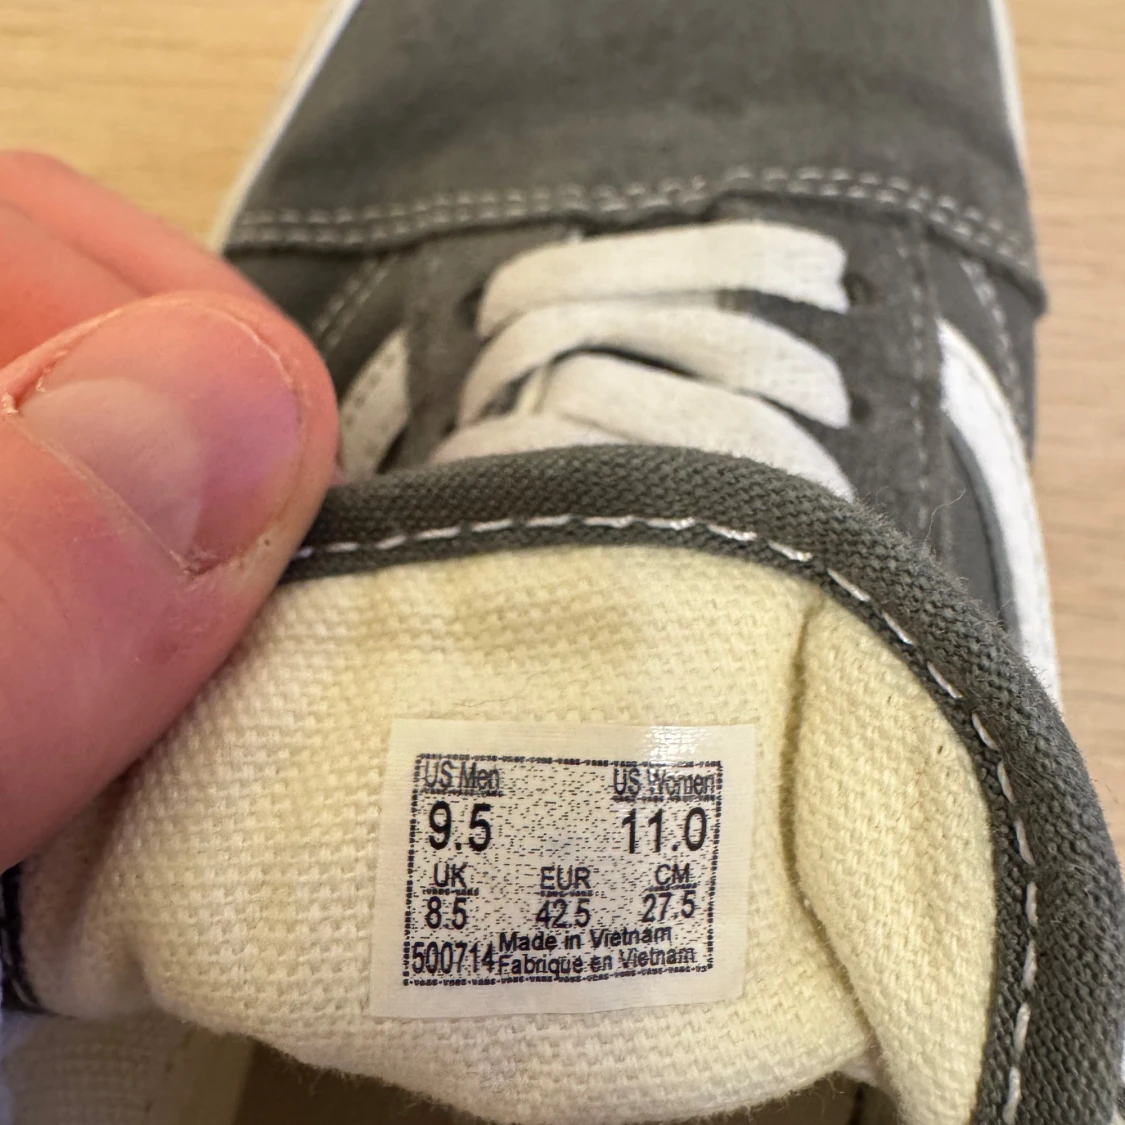 US Men US Women
9.5 11.0
UK EUR CM
8.5 42.5 27.5
500714 Made in Vietnam
Fabriqué en Vietnam